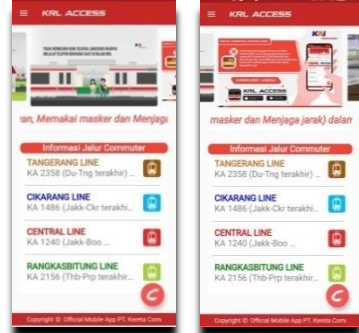 KRL ACCESS
an, Memakai masker dan Menjaga
Informasi Jalur Commuter
TANGERANG LINE
KA 2358 (Du-Tng terakhir) ...
CIKARANG LINE
KA 1486 (Jakk-Ckr terakhi...
CENTRAL LINE
KA 1240 (Jakk-Boo ...
RANGKASBITUNG LINE
KA 2156 (Thb-Prp terakhir...
Copyright © Official Mobile App PT. Kereta Com
KRL ACCESS
KAI
KRL ACCESS
masker dan Menjaga jarak) dalam
Informasi Jalur Commuter
TANGERANG LINE
KA 2358 (Du-Tng terakhir) ...
CIKARANG LINE
KA 1486 (Jakk-Ckr terakhi...
CENTRAL LINE
KA 1240 (Jakk-Boo ...
RANGKASBITUNG LINE
KA 2156 (Thb-Prp terakhir...
Copyright © Official Mobile App PT. Kereta Com